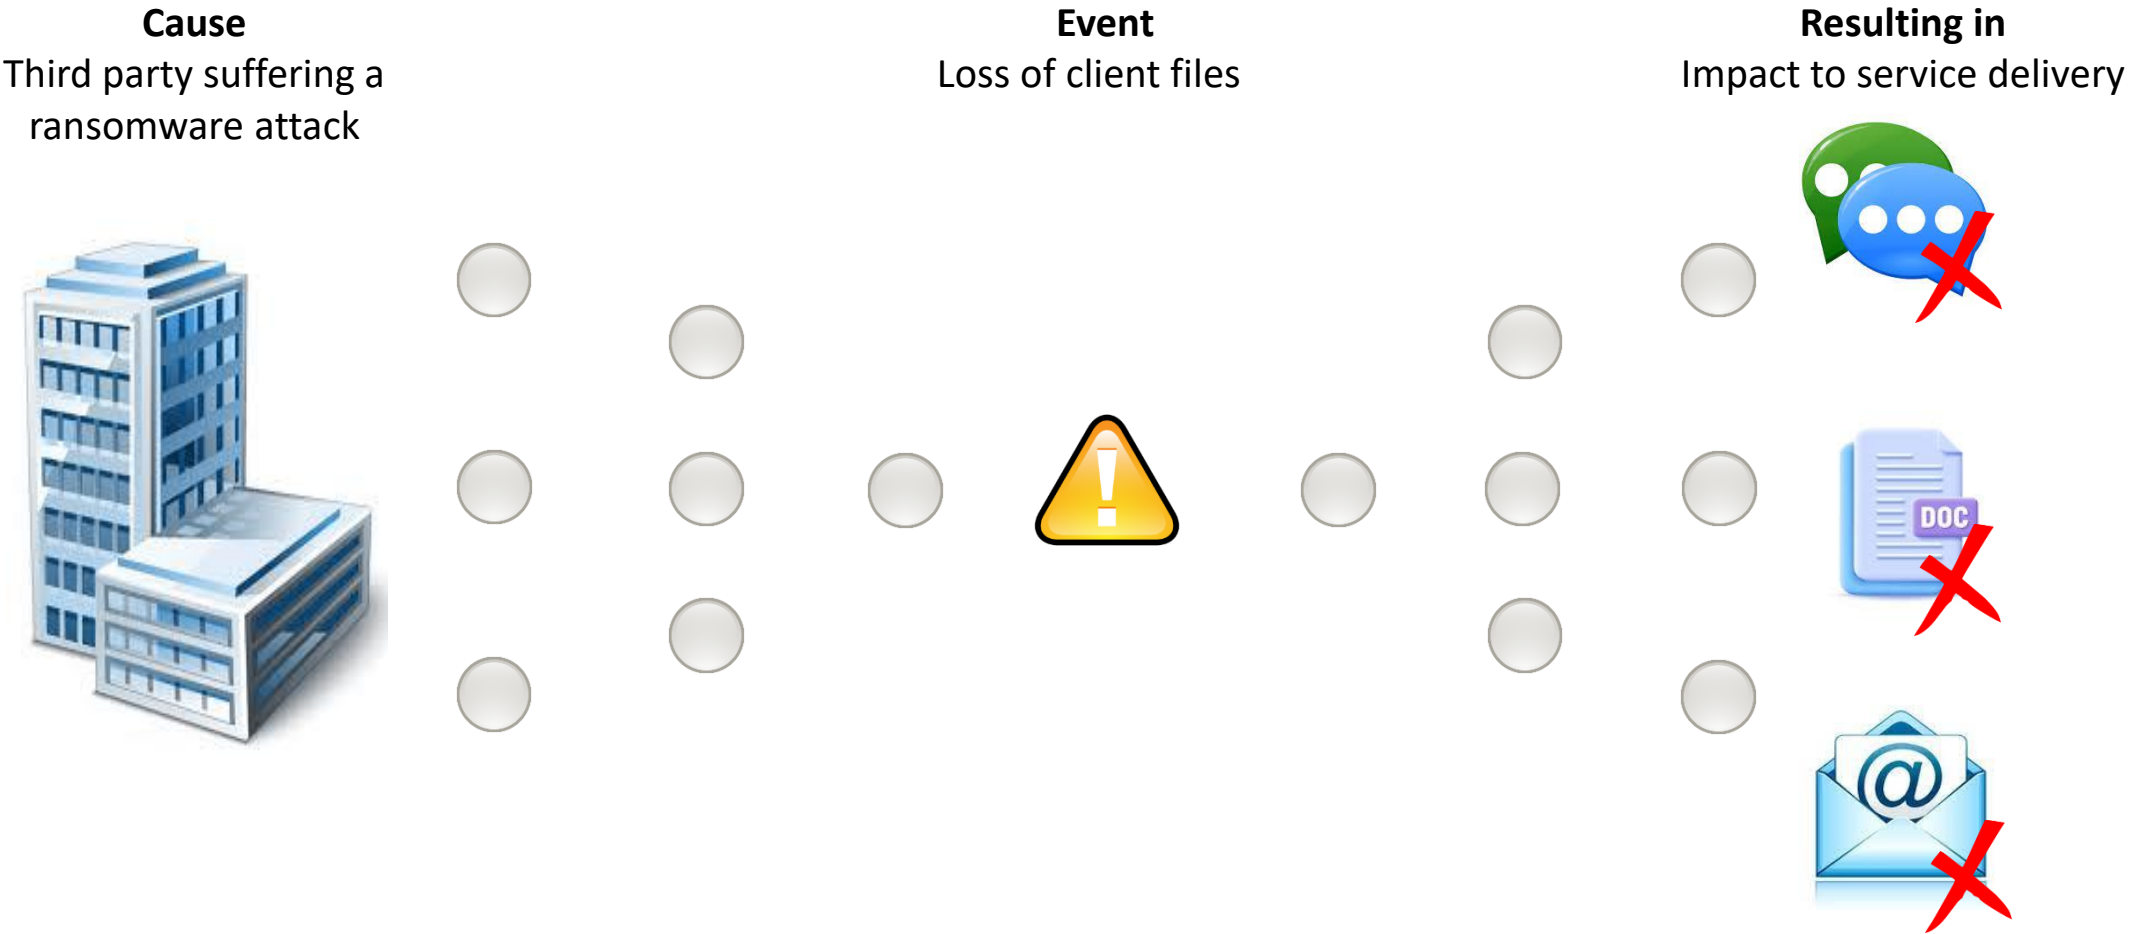 Cause
Third party suffering a
ransomware attack
Event
Loss of client files
Resulting in
Impact to service delivery
!
DOC
@